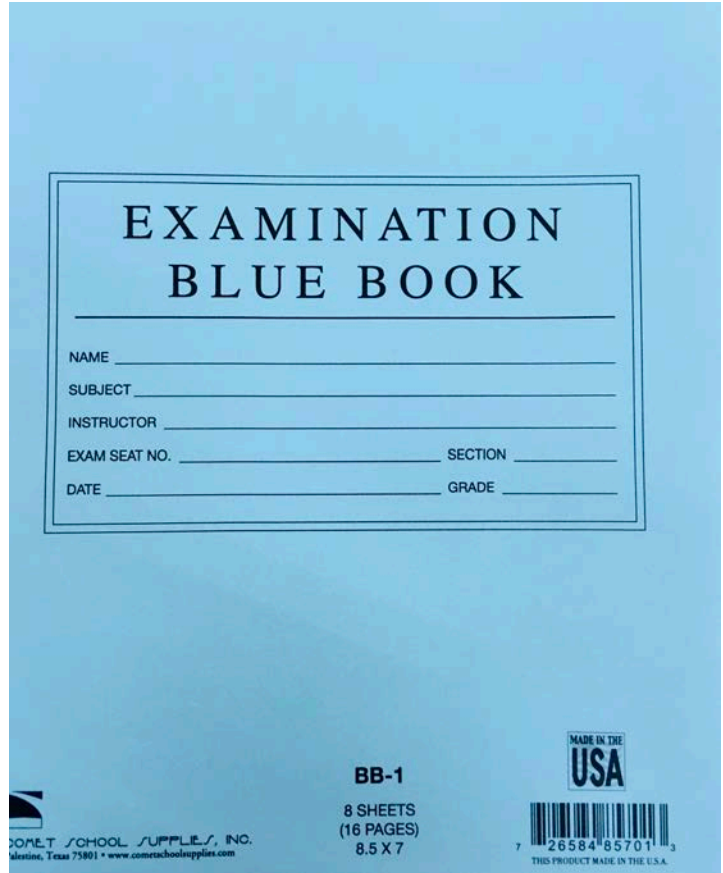 EXAMINATION
BLUE BOOK
NAME
SUBJECT
INSTRUCTOR
EXAM SEAT NO. SECTION
DATE GRADE
MADE IN THE
USA
BB-1
8 SHEETS
(16 PAGES)
8.5 X 7
COMET SCHOOL SUPPLIES, INC.
alestine, Texas 75801 • www.cometschoolsupplies.com
7 26584 85701 3
THIS PRODUCT MADE IN THE U.S.A.